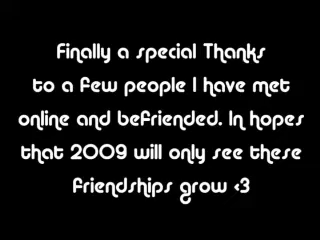 Finally a special Thanks
to a few people I have met
online and befriended. In hopes
that 2009 will only see these
friendships grow <3